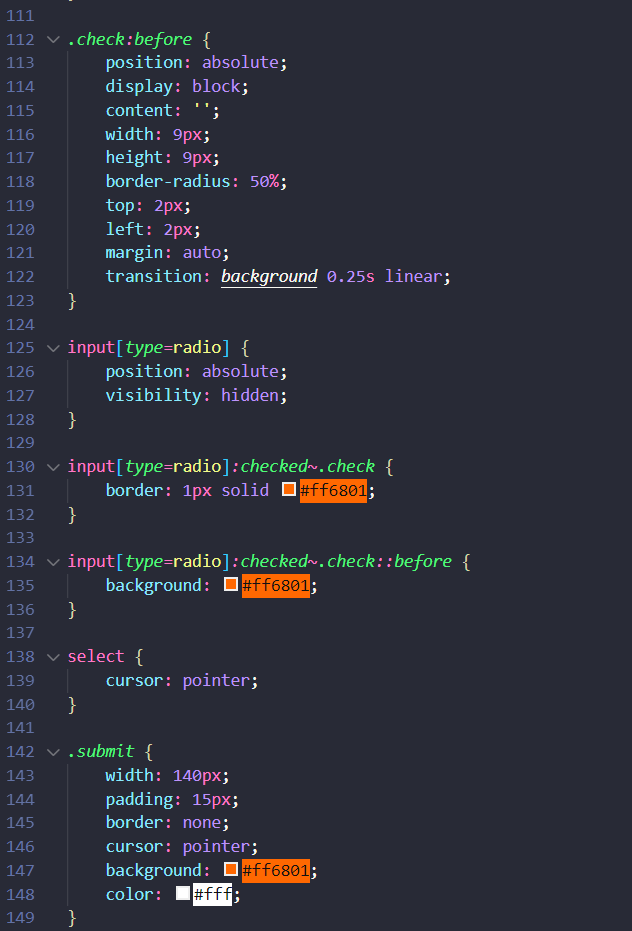 111
112 .check:before {
113     position: absolute;
114     display: block;
115     content: '';
116     width: 9px;
117     height: 9px;
118     border-radius: 50%;
119     top: 2px;
120     left: 2px;
121     margin: auto;
122     transition: background 0.25s linear;
123 }
124
125 input[type=radio] {
126     position: absolute;
127     visibility: hidden;
128 }
129
130 input[type=radio]:checked~.check {
131     border: 1px solid #ff6801;
132 }
133
134 input[type=radio]:checked~.check::before {
135     background: #ff6801;
136 }
137
138 select {
139     cursor: pointer;
140 }
141
142 .submit {
143     width: 140px;
144     padding: 15px;
145     border: none;
146     cursor: pointer;
147     background: #ff6801;
148     color: #fff;
149 }